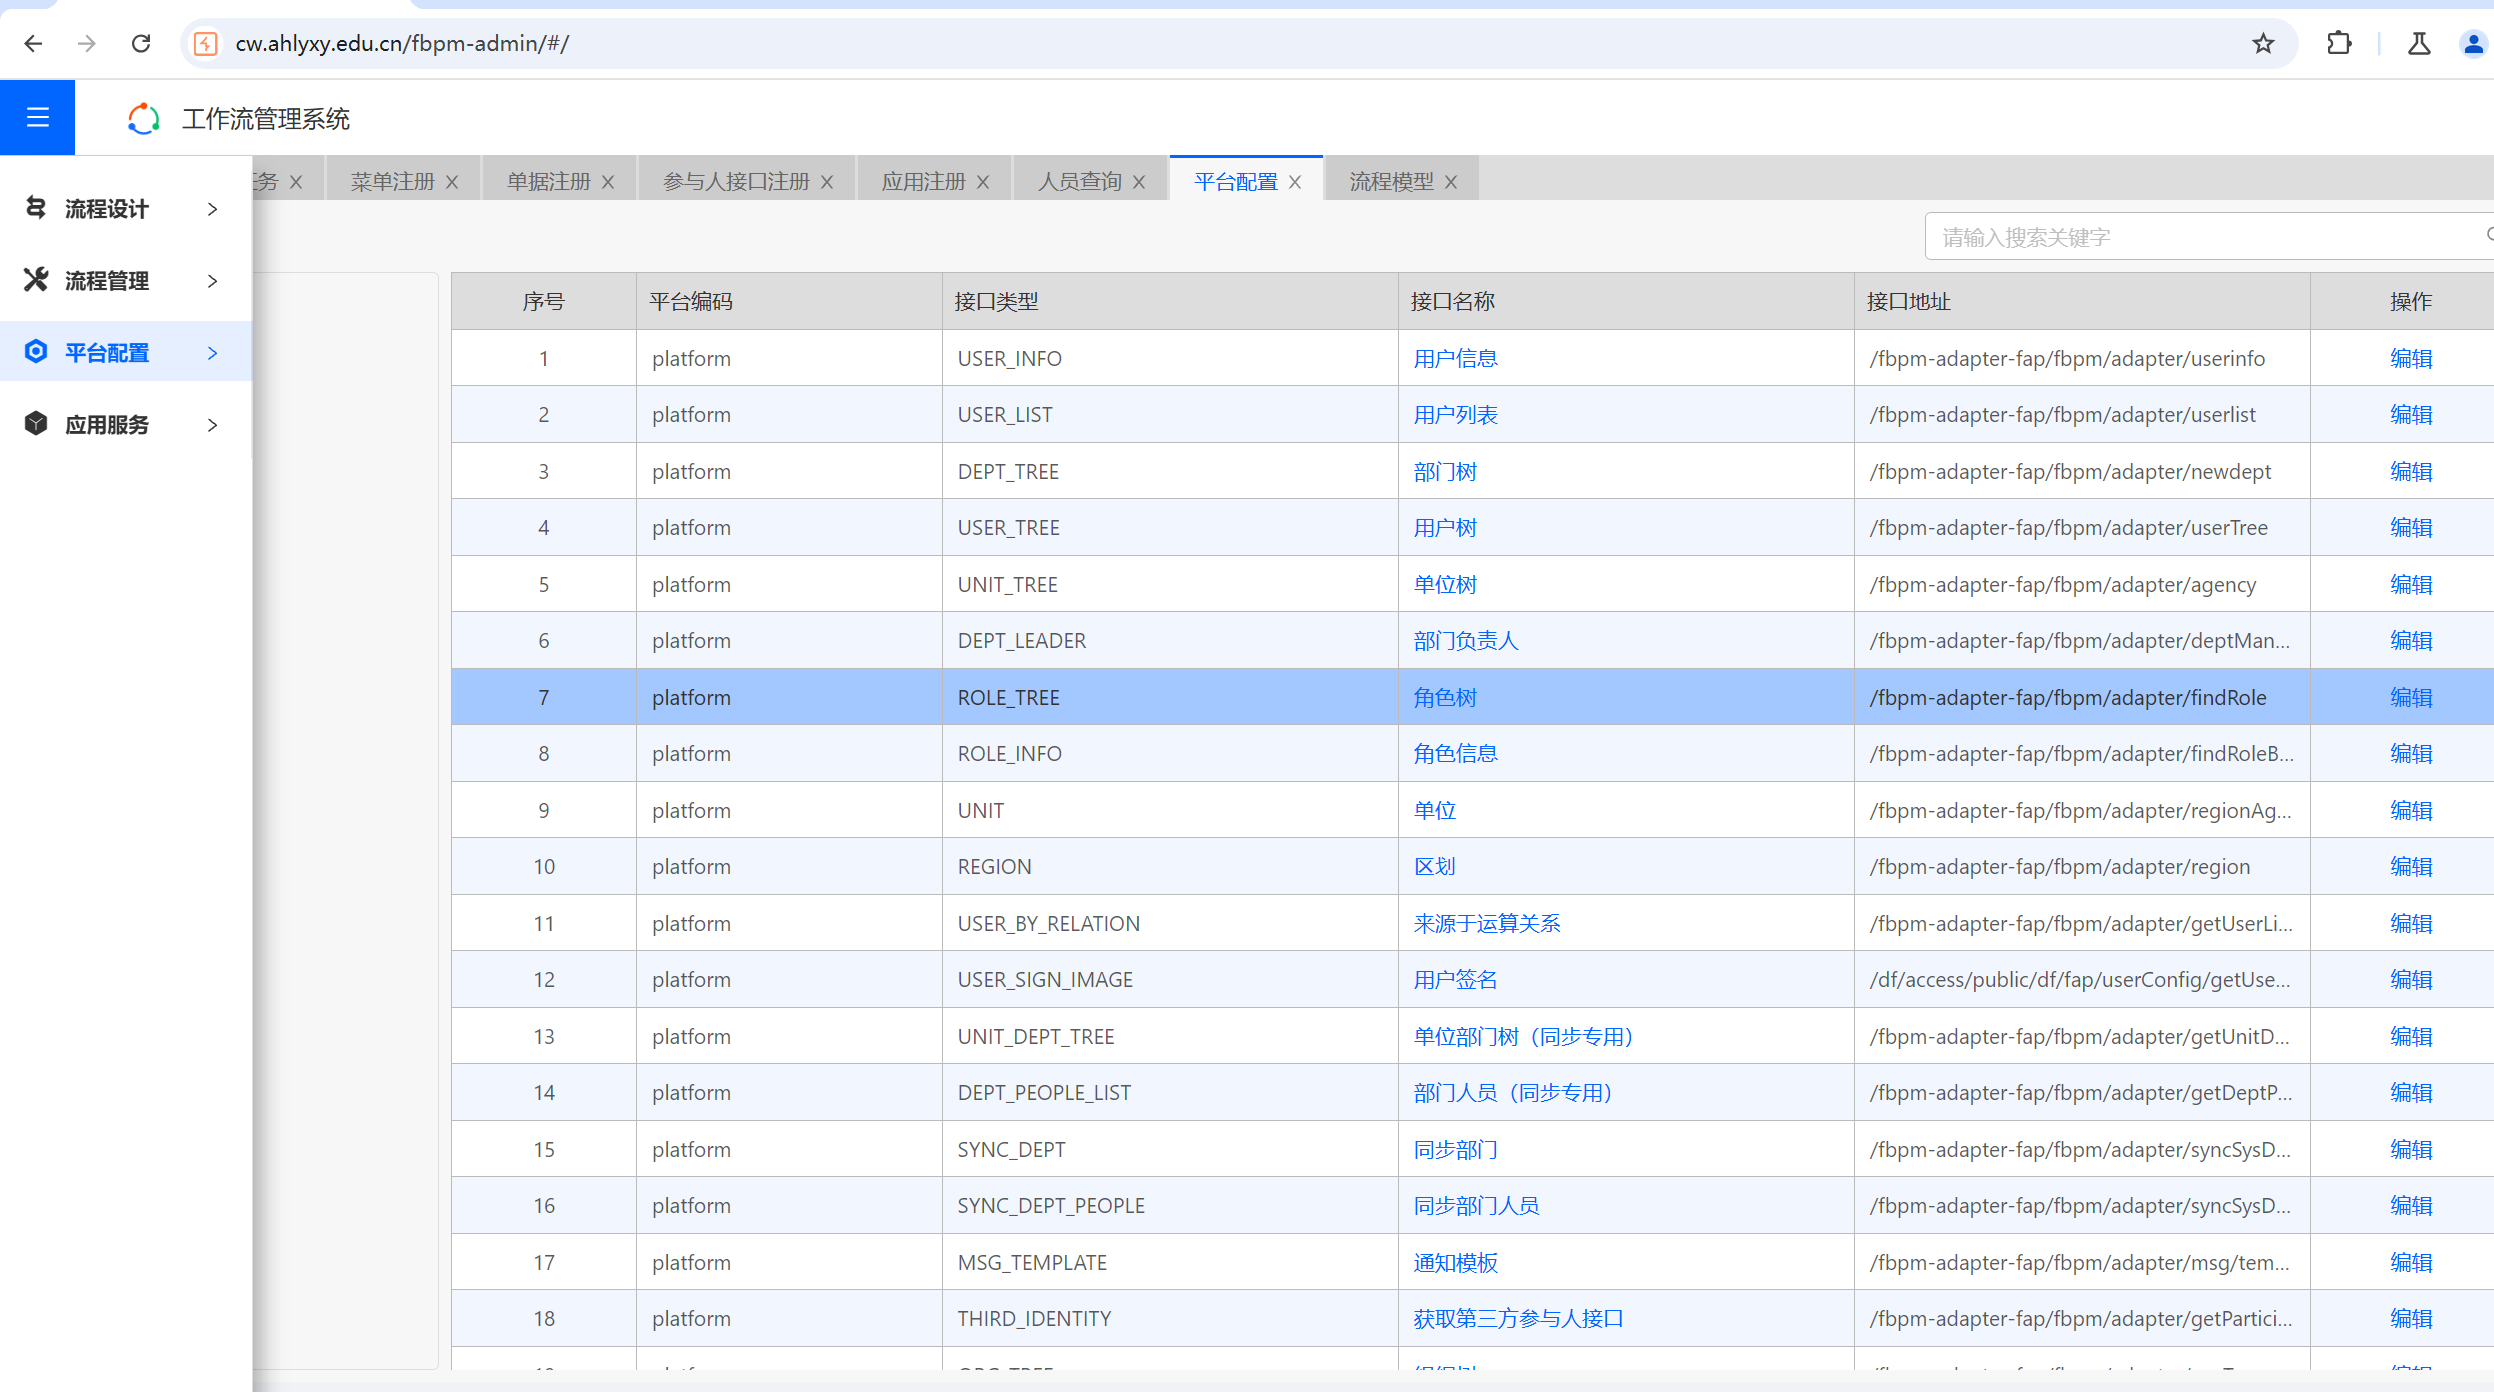 cw.ahlyxy.edu.cn/fbpm-admin/#/
工作流管理系统
务 X 菜单注册 X 单据注册 X 参与人接口注册 X 应用注册 X 人员查询 X 平台配置 X 流程模型 X
流程设计
流程管理
平台配置
应用服务
请输入搜索关键字
序号 平台编码 接口类型 接口名称 接口地址 操作
1 platform USER_INFO 用户信息 /fbpm-adapter-fap/fbpm/adapter/userinfo 编辑
2 platform USER_LIST 用户列表 /fbpm-adapter-fap/fbpm/adapter/userlist 编辑
3 platform DEPT_TREE 部门树 /fbpm-adapter-fap/fbpm/adapter/newdept 编辑
4 platform USER_TREE 用户树 /fbpm-adapter-fap/fbpm/adapter/userTree 编辑
5 platform UNIT_TREE 单位树 /fbpm-adapter-fap/fbpm/adapter/agency 编辑
6 platform DEPT_LEADER 部门负责人 /fbpm-adapter-fap/fbpm/adapter/deptMan... 编辑
7 platform ROLE_TREE 角色树 /fbpm-adapter-fap/fbpm/adapter/findRole 编辑
8 platform ROLE_INFO 角色信息 /fbpm-adapter-fap/fbpm/adapter/findRoleB... 编辑
9 platform UNIT 单位 /fbpm-adapter-fap/fbpm/adapter/regionAg... 编辑
10 platform REGION 区划 /fbpm-adapter-fap/fbpm/adapter/region 编辑
11 platform USER_BY_RELATION 来源于运算关系 /fbpm-adapter-fap/fbpm/adapter/getUserLi... 编辑
12 platform USER_SIGN_IMAGE 用户签名 /df/access/public/df/fap/userConfig/getUse... 编辑
13 platform UNIT_DEPT_TREE 单位部门树（同步专用） /fbpm-adapter-fap/fbpm/adapter/getUnitD... 编辑
14 platform DEPT_PEOPLE_LIST 部门人员（同步专用） /fbpm-adapter-fap/fbpm/adapter/getDeptP... 编辑
15 platform SYNC_DEPT 同步部门 /fbpm-adapter-fap/fbpm/adapter/syncSysD... 编辑
16 platform SYNC_DEPT_PEOPLE 同步部门人员 /fbpm-adapter-fap/fbpm/adapter/syncSysD... 编辑
17 platform MSG_TEMPLATE 通知模板 /fbpm-adapter-fap/fbpm/adapter/msg/tem... 编辑
18 platform THIRD_IDENTITY 获取第三方参与人接口 /fbpm-adapter-fap/fbpm/adapter/getPartici... 编辑